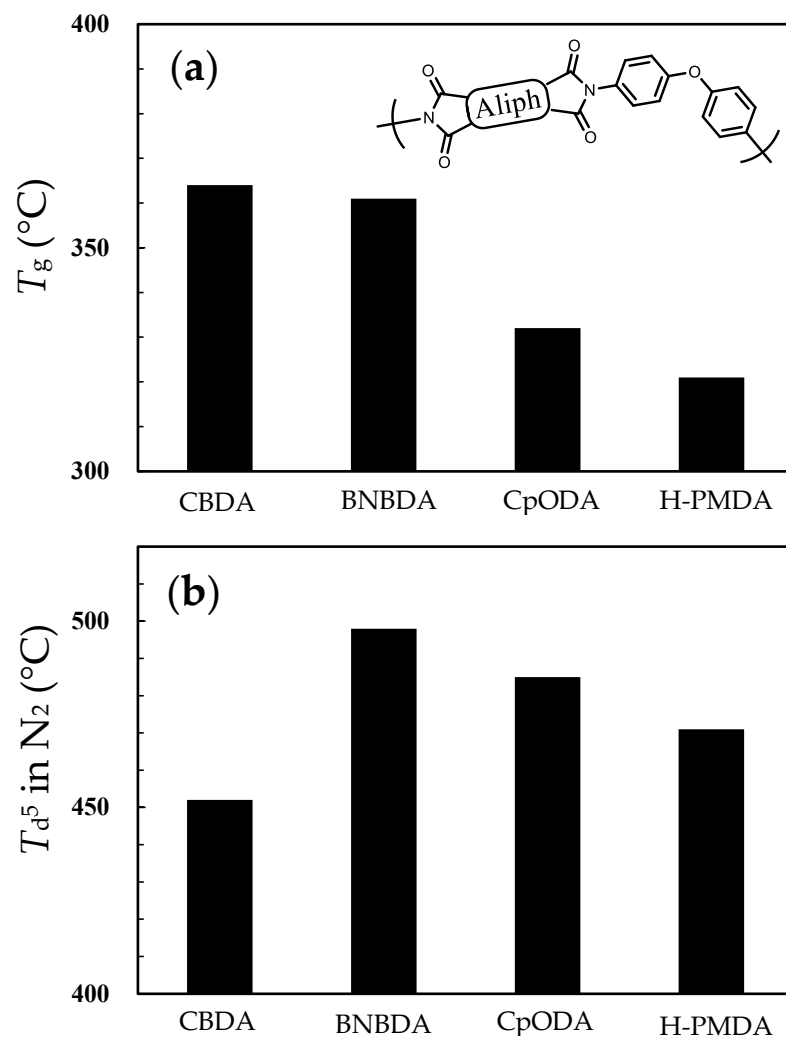 (a)
400
350
300
Tg (°C)
O
O
N
Aliph
N
O
O
O
CBDA BNBDA CpODA H-PMDA
(b)
500
450
400
Td5 in N2 (°C)
CBDA BNBDA CpODA H-PMDA